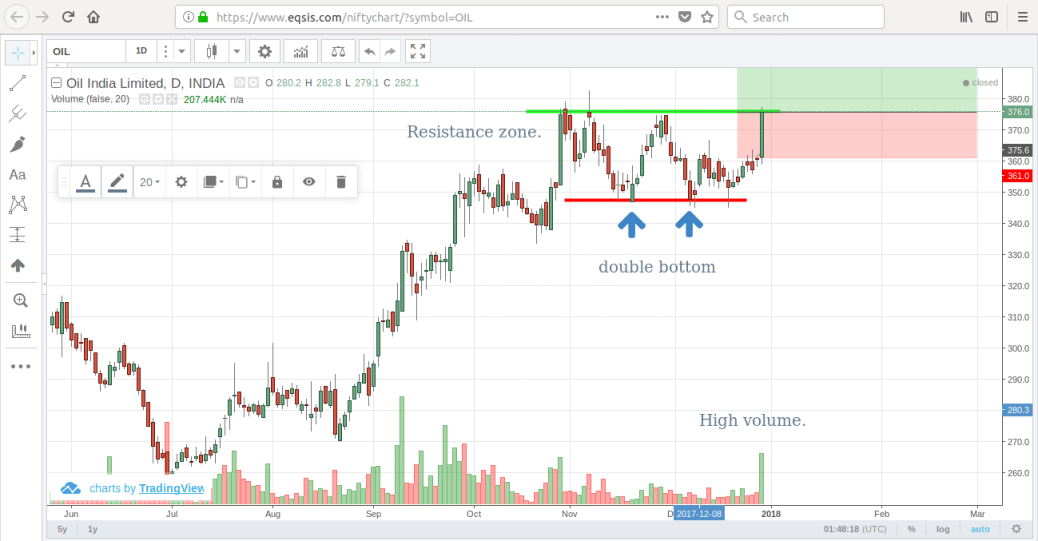 https://www.eqsis.com/niftychart/?symbol=OIL
Search
OIL
1D
Oil India Limited, D, INDIA
O 280.2 H 282.8 L 279.1 C 282.1
closed
Volume (false, 20)
207.444K n/a
380.0
376.0
370.0
375.6
360.0
361.0
350.0
340.0
330.0
320.0
310.0
300.0
290.0
280.3
270.0
260.0
Resistance zone.
A
20
Aa
double bottom
High volume.
charts by TradingView
Jun
Jul
Aug
Sep
Oct
Nov
D
2017-12-08
2018
Feb
Mar
5y
1y
01:48:18 (UTC)
%
log
auto